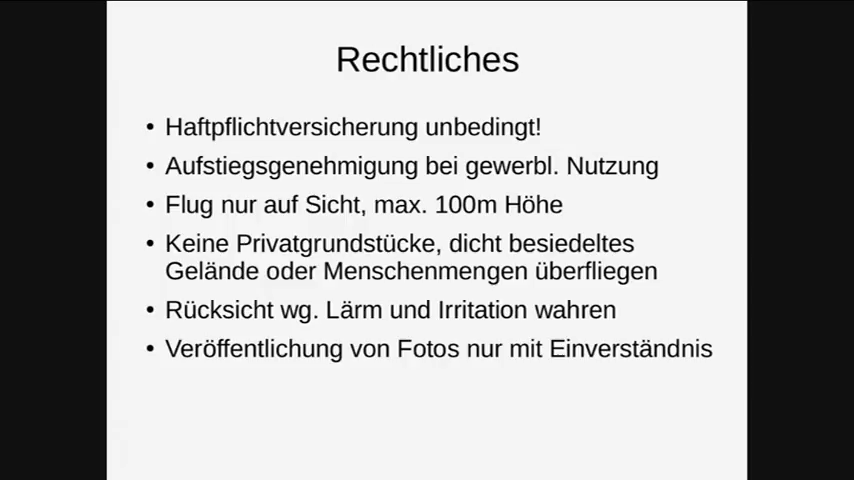 Rechtliches
• Haftpflichtversicherung unbedingt!
• Aufstiegsgenehmigung bei gewerbl. Nutzung
• Flug nur auf Sicht, max. 100m Höhe
• Keine Privatgrundstücke, dicht besiedeltes
Gelände oder Menschenmengen überfliegen
• Rücksicht wg. Lärm und Irritation wahren
• Veröffentlichung von Fotos nur mit Einverständnis